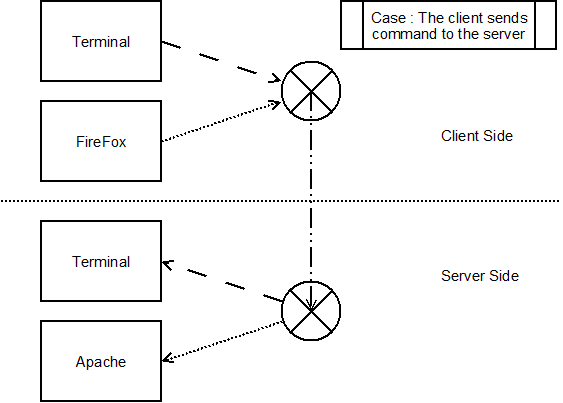 Terminal
Case : The client sends
command to the server
FireFox
Client Side
Terminal
Server Side
Apache